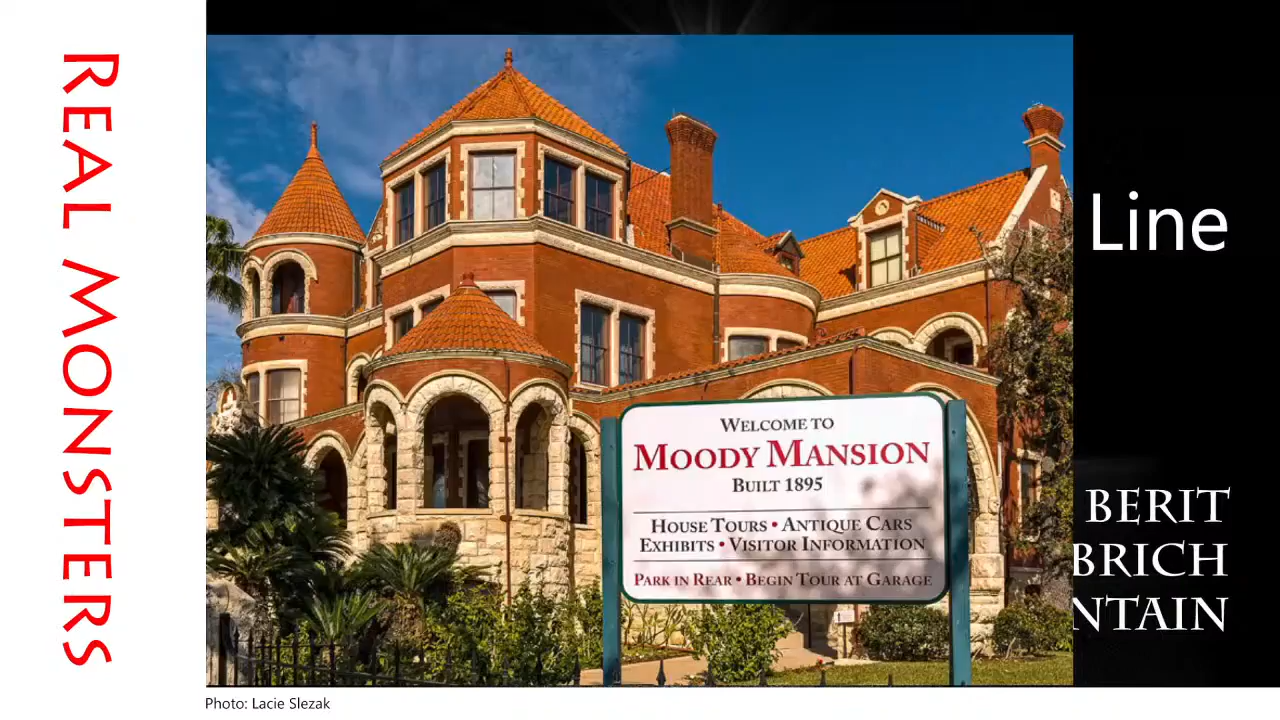 REAL MONSTERS
Line
WELCOME TO
MOODY MANSION
BUILT 1895
HOUSE TOURS • ANTIQUE CARS
EXHIBITS • VISITOR INFORMATION
PARK IN REAR • BEGIN TOUR AT GARAGE
BERIT
BRICH
NTAIN
Photo: Lacie Slezak